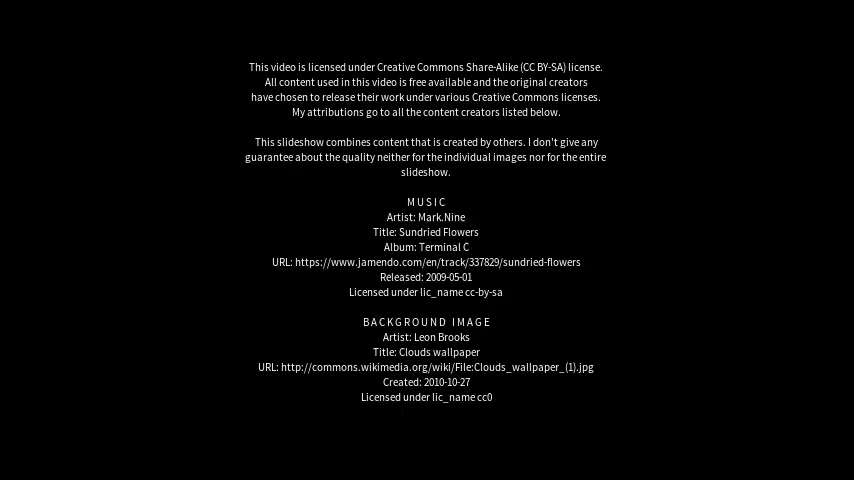 This video is licensed under Creative Commons Share-Alike (CC BY-SA) license.
All content used in this video is free available and the original creators
have chosen to release their work under various Creative Commons licenses.
My attributions go to all the content creators listed below.
This slideshow combines content that is created by others. I don't give any
guarantee about the quality neither for the individual images nor for the entire
slideshow.
MUSIC
Artist: Mark.Nine
Title: Sundried Flowers
Album: Terminal C
URL: https://www.jamendo.com/en/track/337829/sundried-flowers
Released: 2009-05-01
Licensed under lic_name cc-by-sa
BACKGROUND IMAGE
Artist: Leon Brooks
Title: Clouds wallpaper
URL: http://commons.wikimedia.org/wiki/File:Clouds_wallpaper_(1).jpg
Created: 2010-10-27
Licensed under lic_name cc0